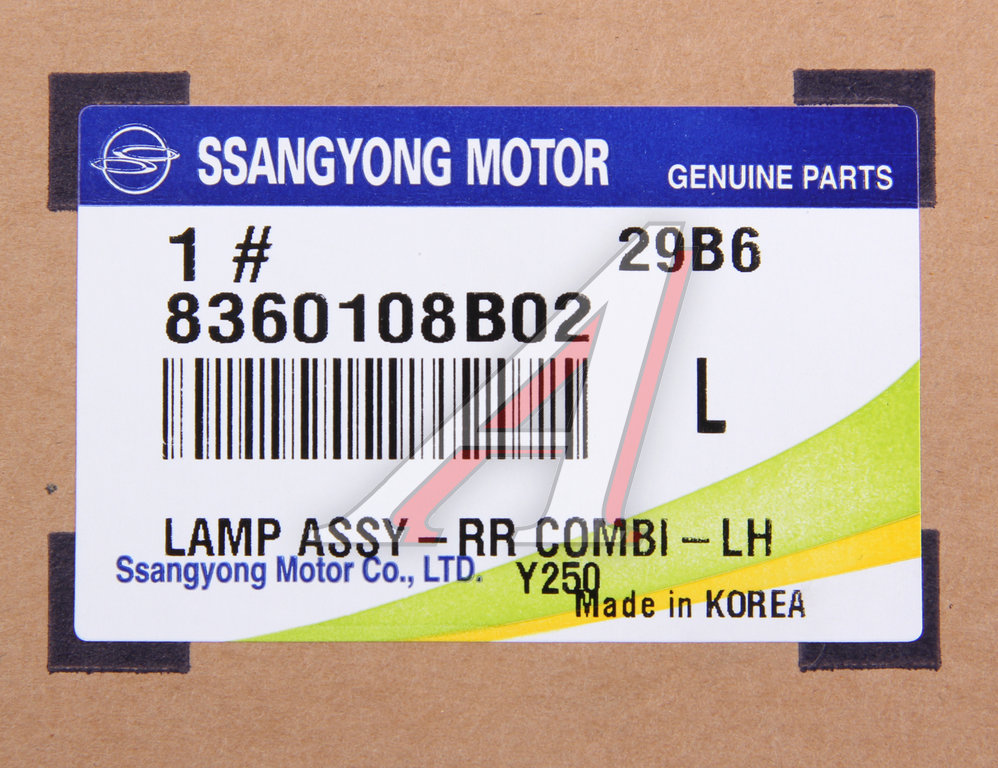 SSANGYONG MOTOR GENUINE PARTS
1 # 29B6
8360108B02
L
LAMP ASSY-RR COMBI-LH
Ssangyong Motor Co., LTD. Y250
Made in KOREA